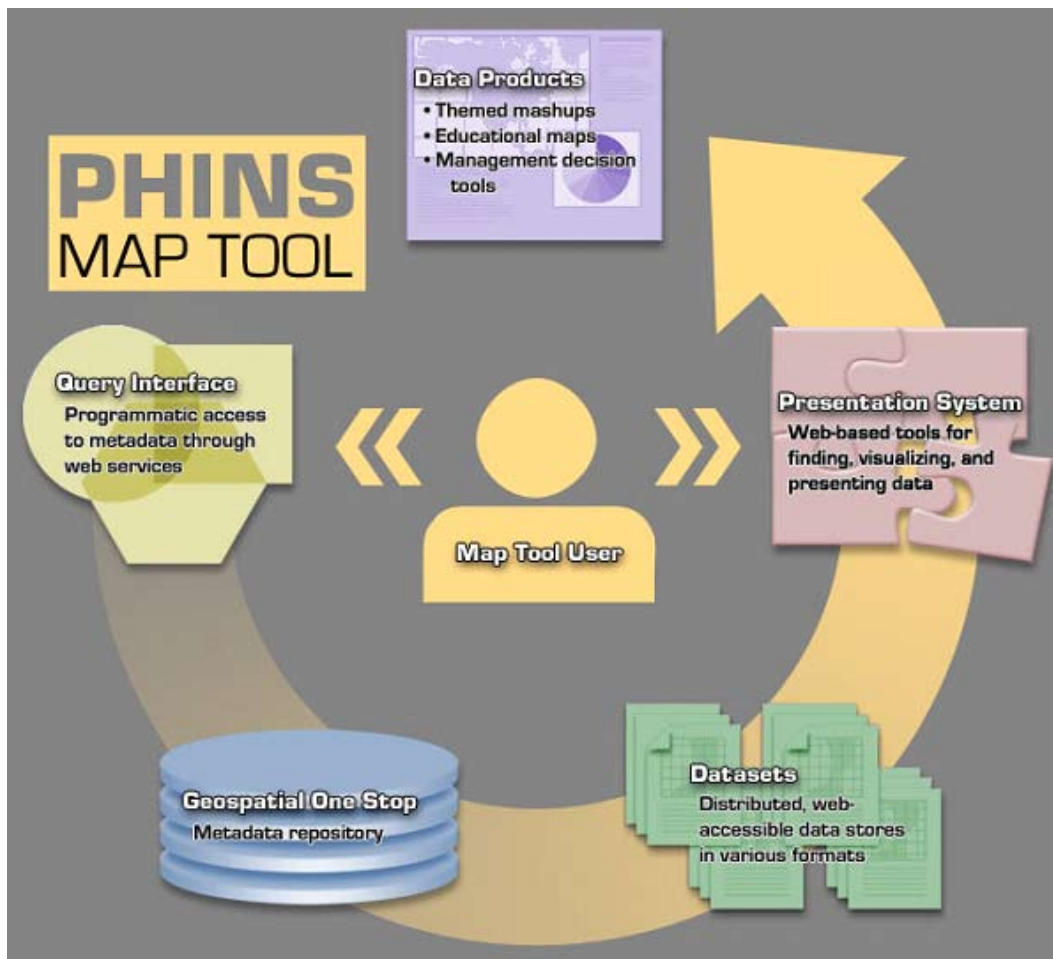 Data Products
• Themed mashups
• Educational maps
• Management decision
tools
PHINS
MAP TOOL
Query Interface
Programmatic access
to metadata through
web services
Map Tool User
Presentation System
Web-based tools for
finding, visualizing, and
presenting data
Geospatial One Stop
Metadata repository
Datasets
Distributed, web-
accessible data stores
in various formats